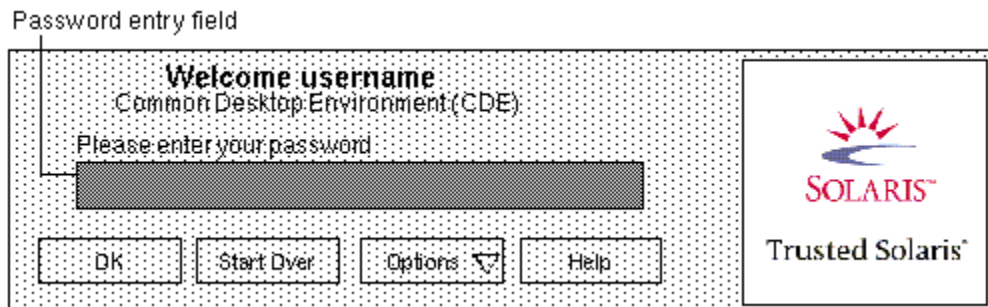 Password entry field
Welcome username
Common Desktop Environment (CDE)
Please enter your password
OK
Start Over
Options
Help
SOLARIS™
Trusted Solaris*